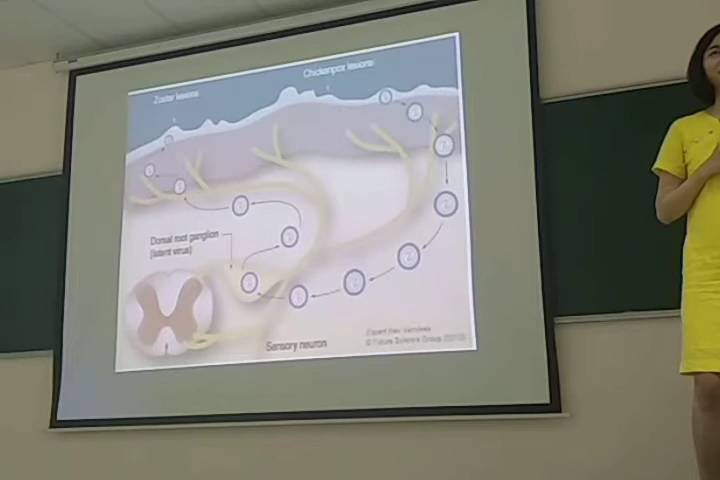 Zoster lesions
Chickenpox lesions
Dorsal root ganglion
(latent virus)
Sensory neuron
Expert Rev. Vaccines
© Future Science Group (2010)